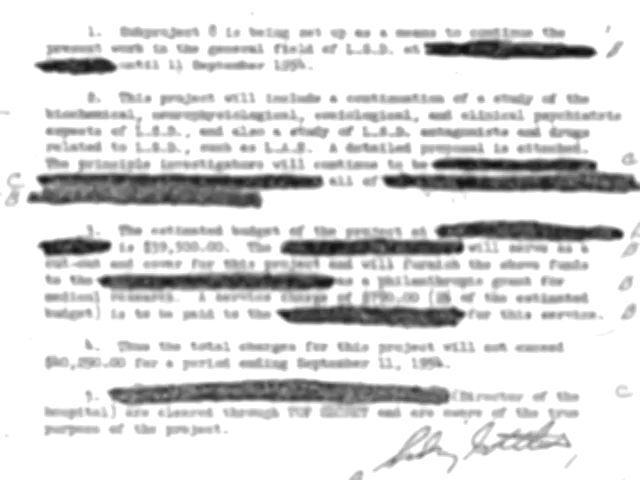 1. Subproject 8 is being set up as a means to continue the
present work in the general field of L.S.D. at
until 11 September 1954.
2. This project will include a continuation of a study of the
biochemical, neurophysiological, sociological, and clinical psychiatric
aspects of L.S.D., and also a study of L.S.D. antagonists and drugs
related to L.S.D., such as L.A.E. A detailed proposal is attached.
The principle investigators will continue to be
all of
3. The estimated budget of the project at
is $39,500.00. The will serve as a
cut-out and cover for this project and will furnish the above funds
to the as a philanthropic grant for
medical research. A service charge of $790.00 (2% of the estimated
budget) is to be paid to the for this service.
4. Thus the total charges for this project will not exceed
$40,290.00 for a period ending September 11, 1954.
5. (Director of the
hospital) are cleared through TOP SECRET and are aware of the true
purpose of the project.